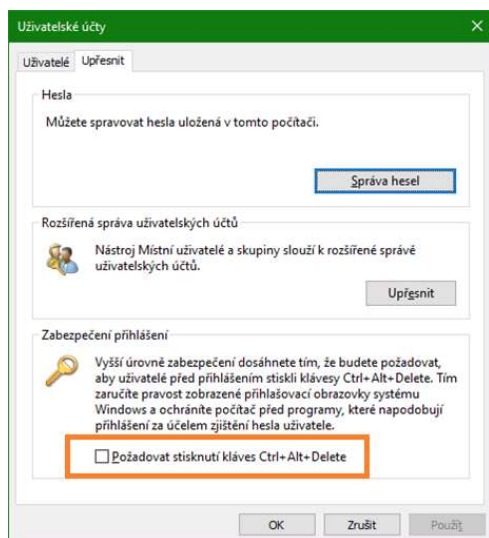 Uživatelské účty
Uživatelé Upřesnit
Hesla
Můžete spravovat hesla uložená v tomto počítači.
Správa hesel
Rozšířená správa uživatelských účtů
Nástroj Místní uživatelé a skupiny slouží k rozšířené správě
uživatelských účtů.
Upřesnit
Zabezpečení přihlášení
Vyšší úrovně zabezpečení dosáhnete tím, že budete požadovat,
aby uživatelé před přihlášením stiskli klávesy Ctrl+Alt+Delete. Tím
zaručíte pravost zobrazené přihlašovací obrazovky systému
Windows a ochráníte počítač před programy, které napodobují
přihlášení za účelem zjištění hesla uživatele.
Požadovat stisknutí kláves Ctrl+Alt+Delete
OK Zrušit Použít